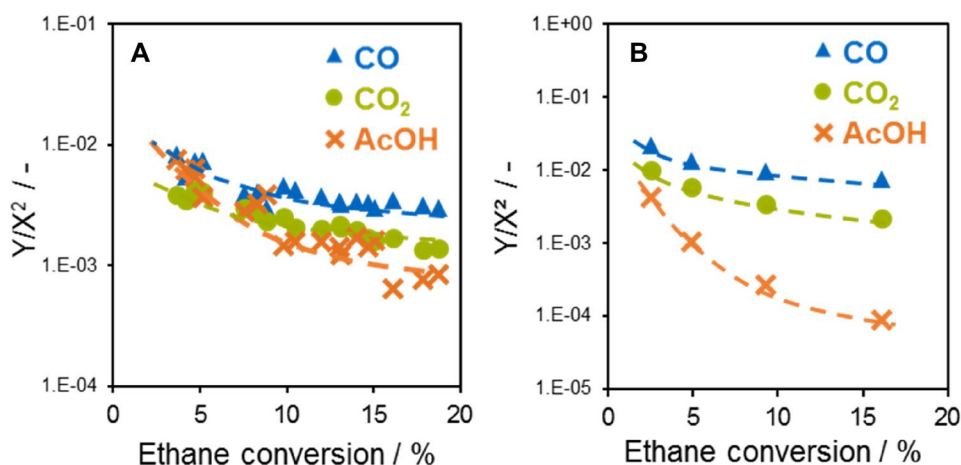 A
1.E-01
1.E-02
1.E-03
1.E-04
Y/X² / -
CO
CO₂
AcOH
0 5 10 15 20
Ethane conversion / %
B
1.E+00
1.E-01
1.E-02
1.E-03
1.E-04
1.E-05
Y/X² / -
CO
CO₂
AcOH
0 5 10 15 20
Ethane conversion / %